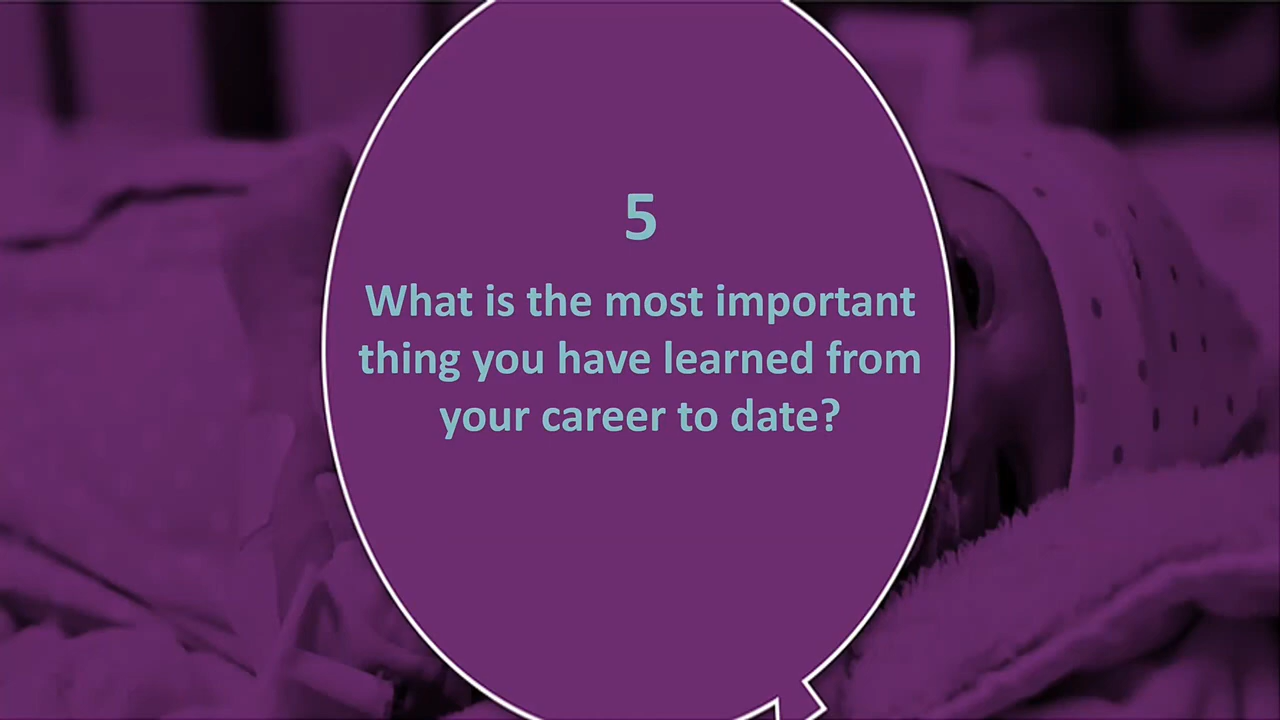 5
What is the most important
thing you have learned from
your career to date?